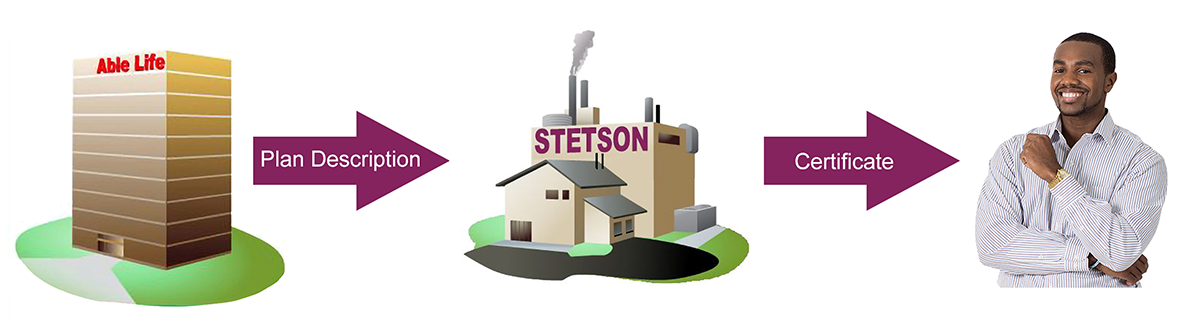 Able Life
Plan Description
STETSON
Certificate